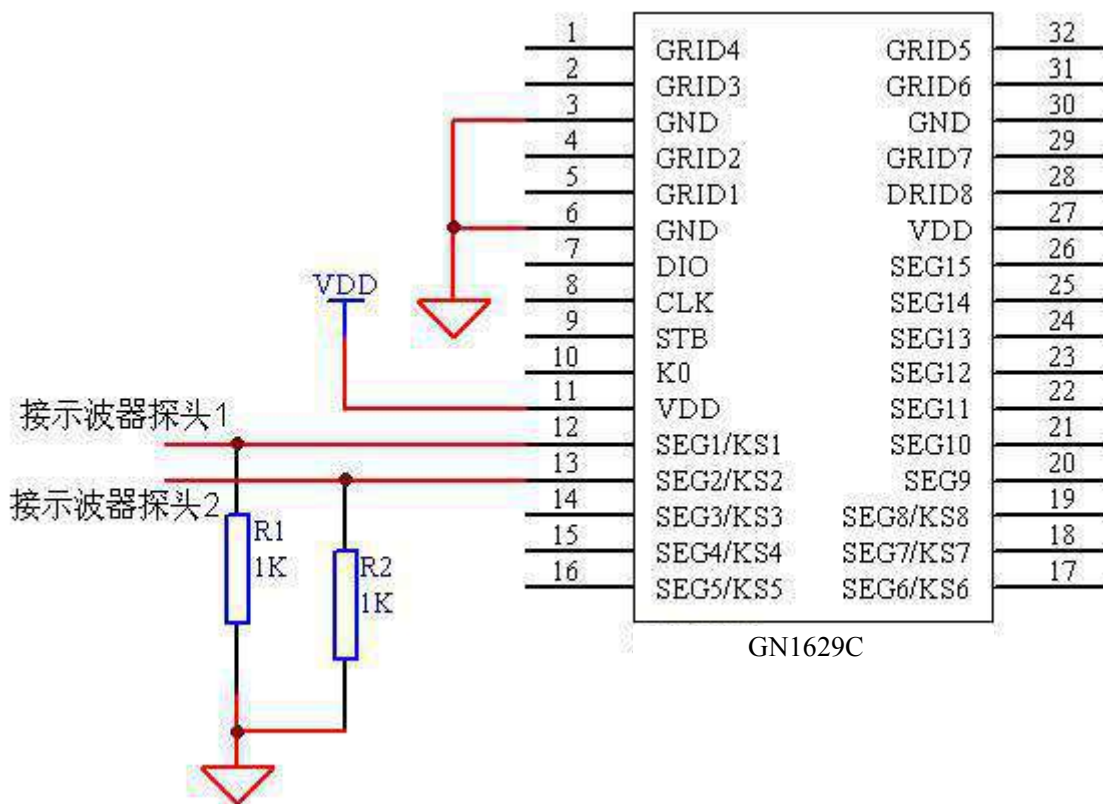 1 GRID4 GRID5 32
2 GRID3 GRID6 31
3 GND GND 30
4 GRID2 GRID7 29
5 GRID1 DRID8 28
6 GND VDD 27
7 DIO SEG15 26
VDD
8 CLK SEG14 25
9 STB SEG13 24
10 K0 SEG12 23
11 VDD SEG11 22
接示波器探头1
12 SEG1/KS1 SEG10 21
13 SEG2/KS2 SEG9 20
接示波器探头2
14 SEG3/KS3 SEG8/KS8 19
15 SEG4/KS4 SEG7/KS7 18
16 SEG5/KS5 SEG6/KS6 17
R1
1K
R2
1K
GN1629C